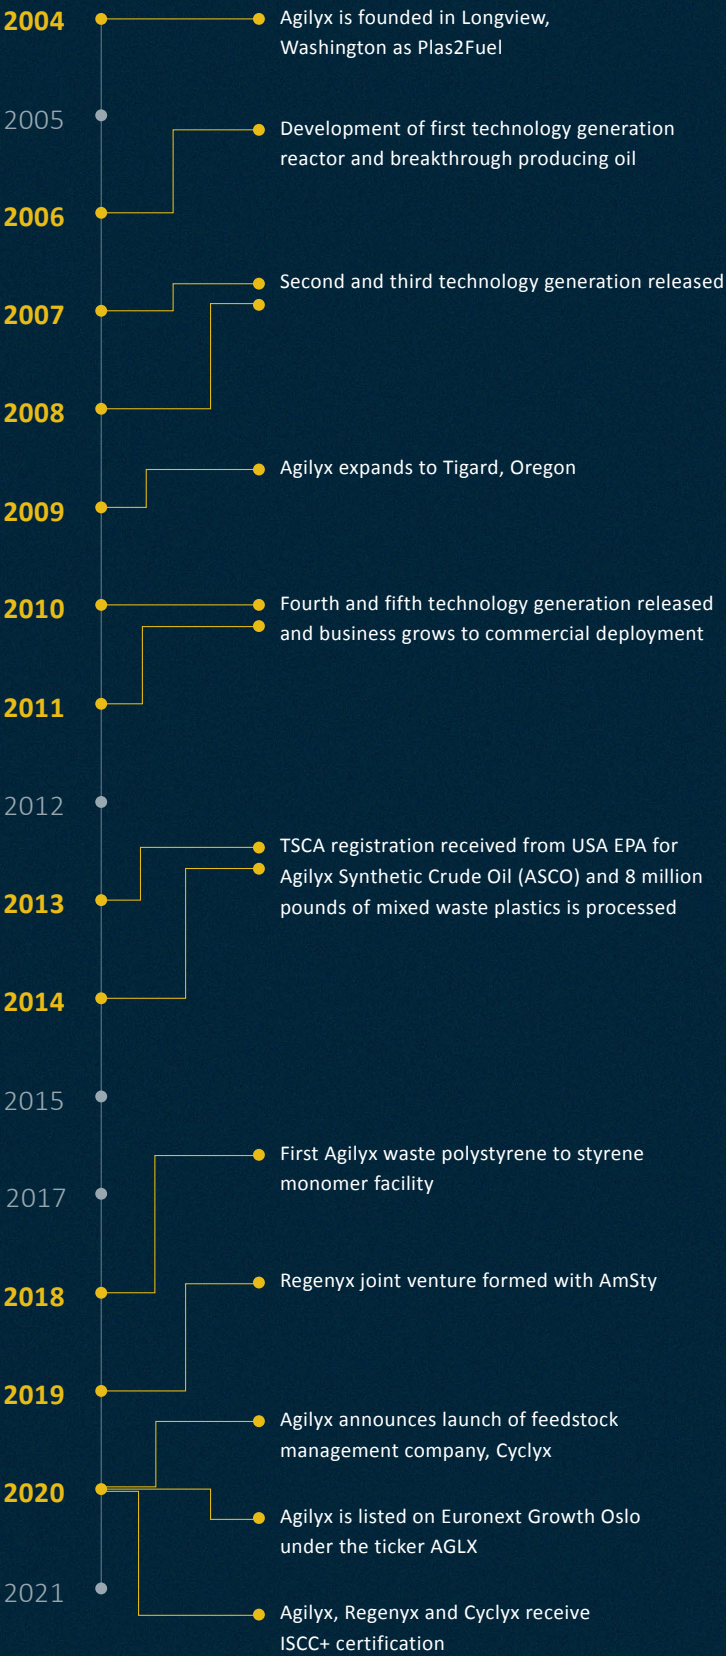 2004
Agilyx is founded in Longview,
Washington as Plas2Fuel
2005
Development of first technology generation
reactor and breakthrough producing oil
2006
Second and third technology generation released
2007
2008
Agilyx expands to Tigard, Oregon
2009
2010
Fourth and fifth technology generation released
and business grows to commercial deployment
2011
2012
TSCA registration received from USA EPA for
Agilyx Synthetic Crude Oil (ASCO) and 8 million
pounds of mixed waste plastics is processed
2013
2014
2015
First Agilyx waste polystyrene to styrene
monomer facility
2017
2018
Regenyx joint venture formed with AmSty
2019
Agilyx announces launch of feedstock
management company, Cyclyx
2020
Agilyx is listed on Euronext Growth Oslo
under the ticker AGLX
2021
Agilyx, Regenyx and Cyclyx receive
ISCC+ certification